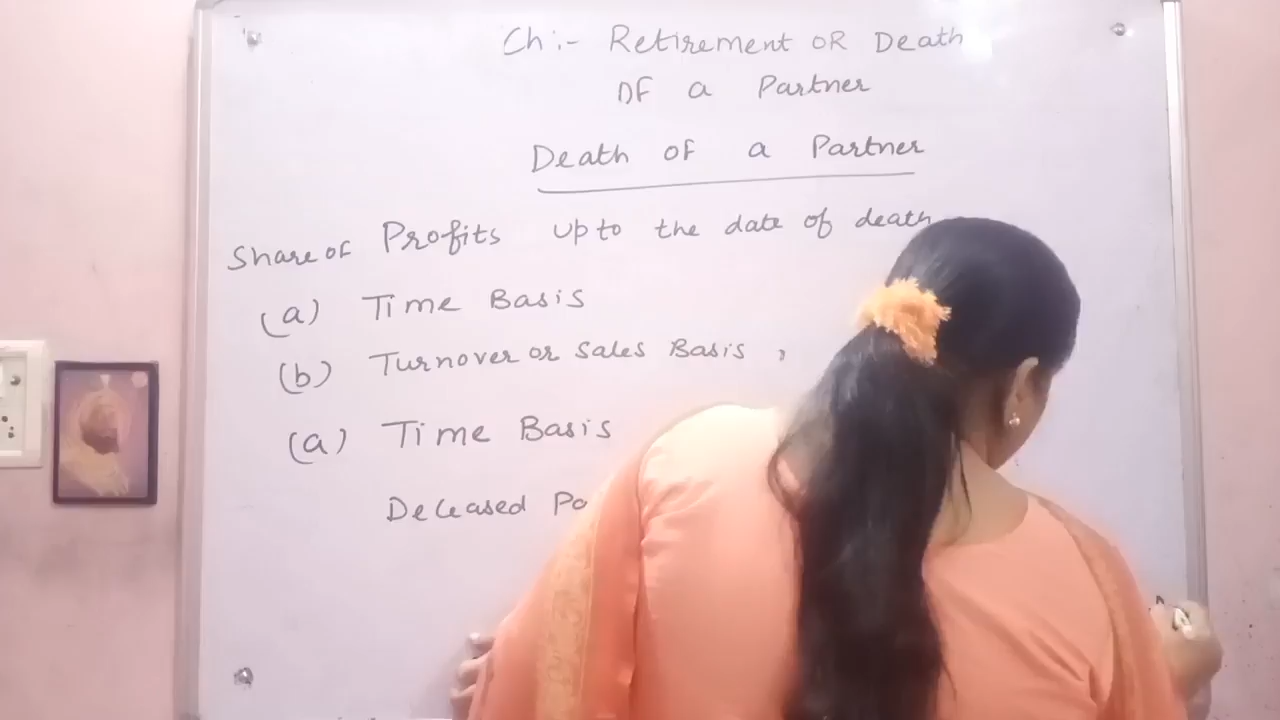 Ch:- Retirement OR Death
OF a Partner
Death of a Partner
Share of Profits upto the date of death
(a) Time Basis
(b) Turnover or Sales Basis,
(a) Time Basis
Deceased